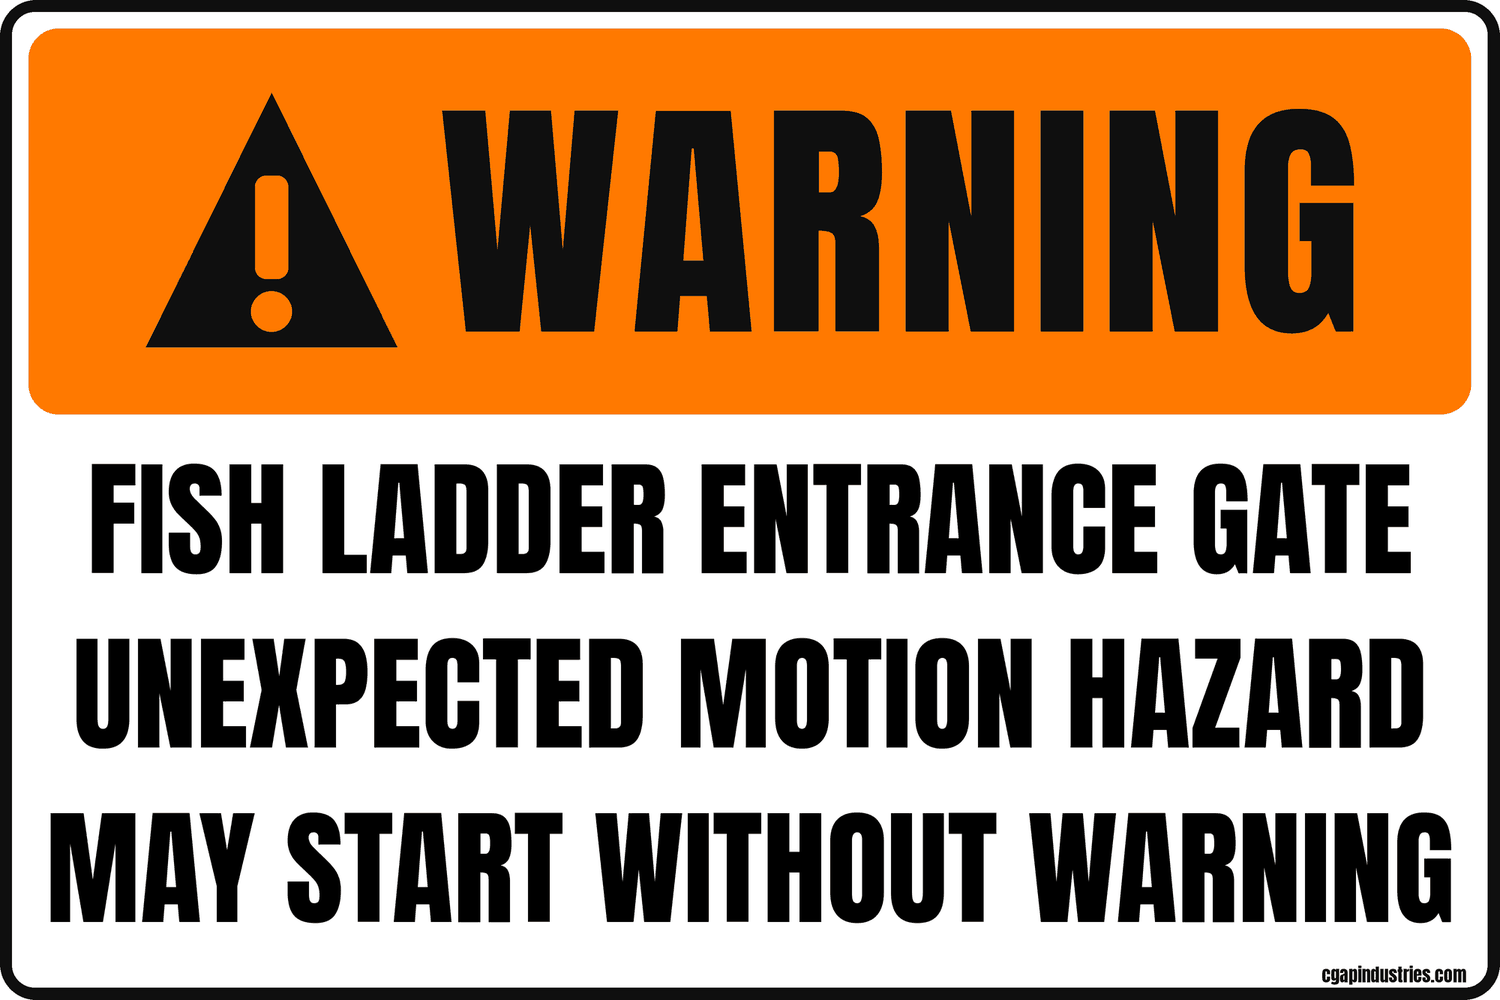 WARNING
FISH LADDER ENTRANCE GATE
UNEXPECTED MOTION HAZARD
MAY START WITHOUT WARNING
cgapindustries.com